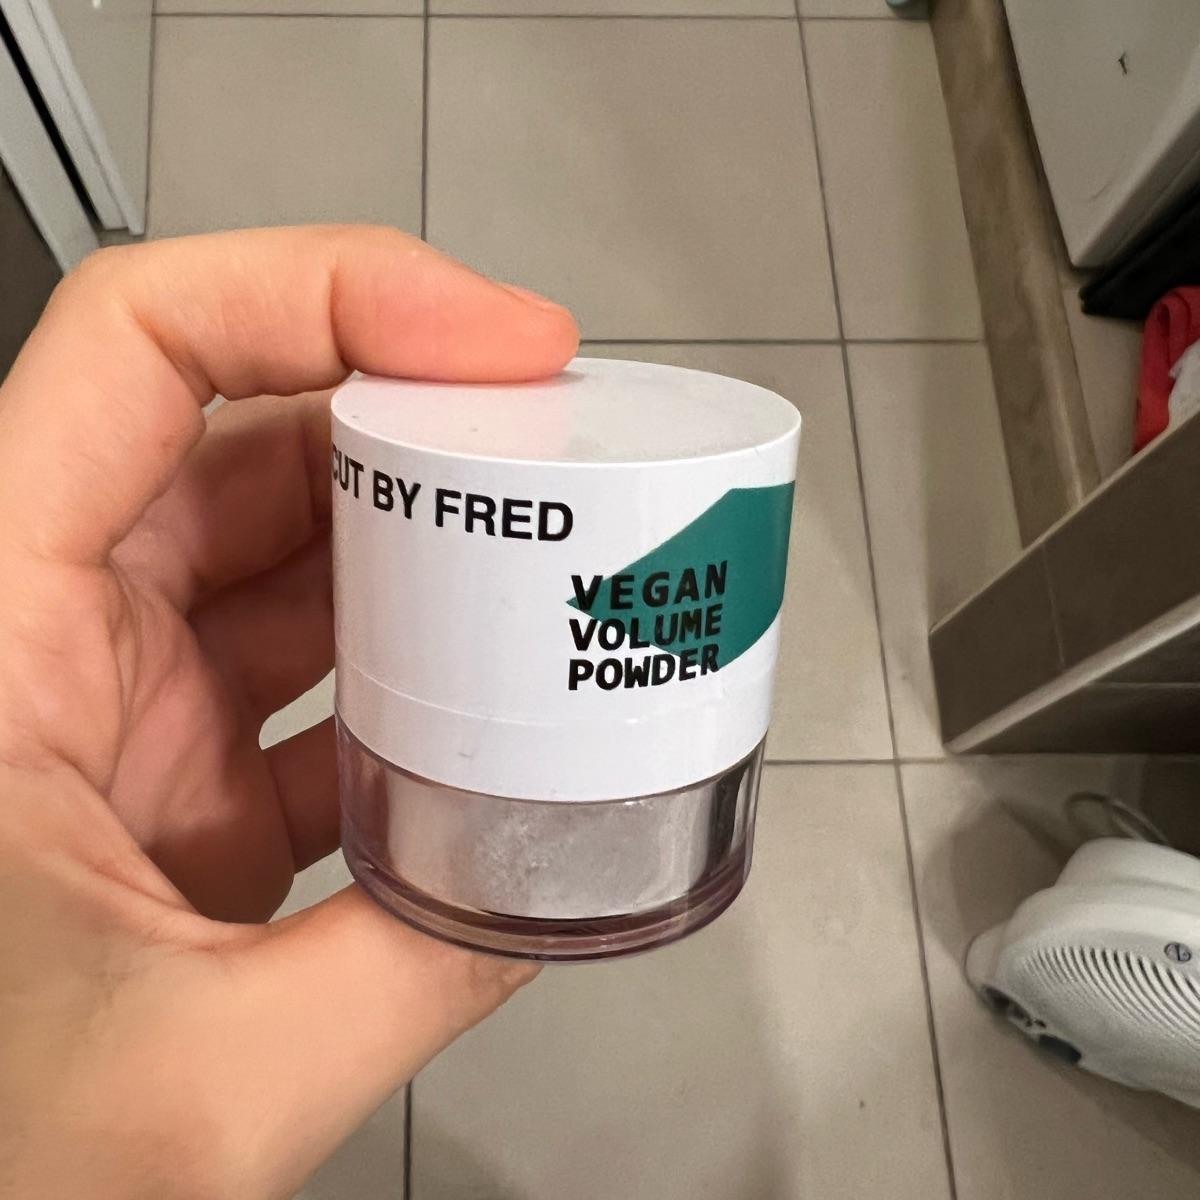 CUT BY FRED
VEGAN
VOLUME
POWDER